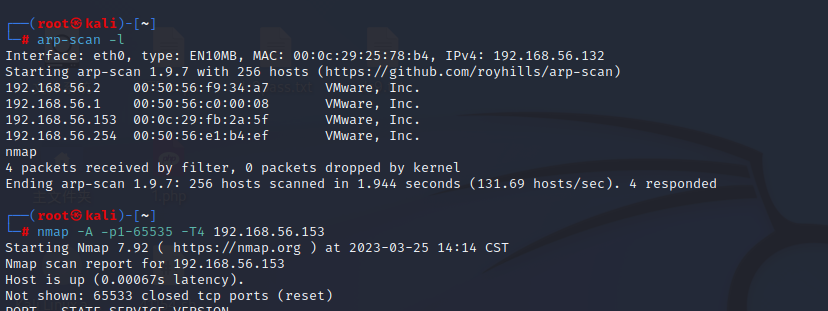 ┌──(root㉿kali)-[~]
└─# arp-scan -l
Interface: eth0, type: EN10MB, MAC: 00:0c:29:25:78:b4, IPv4: 192.168.56.132
Starting arp-scan 1.9.7 with 256 hosts (https://github.com/royhills/arp-scan)
192.168.56.2    00:50:56:f9:34:a7       VMware, Inc.
192.168.56.1    00:50:56:c0:00:08       VMware, Inc.
192.168.56.153  00:0c:29:fb:2a:5f       VMware, Inc.
192.168.56.254  00:50:56:e1:b4:ef       VMware, Inc.
nmap
4 packets received by filter, 0 packets dropped by kernel
Ending arp-scan 1.9.7: 256 hosts scanned in 1.944 seconds (131.69 hosts/sec). 4 responded
┌──(root㉿kali)-[~]
└─# nmap -A -p1-65535 -T4 192.168.56.153
Starting Nmap 7.92 ( https://nmap.org ) at 2023-03-25 14:14 CST
Nmap scan report for 192.168.56.153
Host is up (0.00067s latency).
Not shown: 65533 closed tcp ports (reset)
PORT   STATE SERVICE VERSION